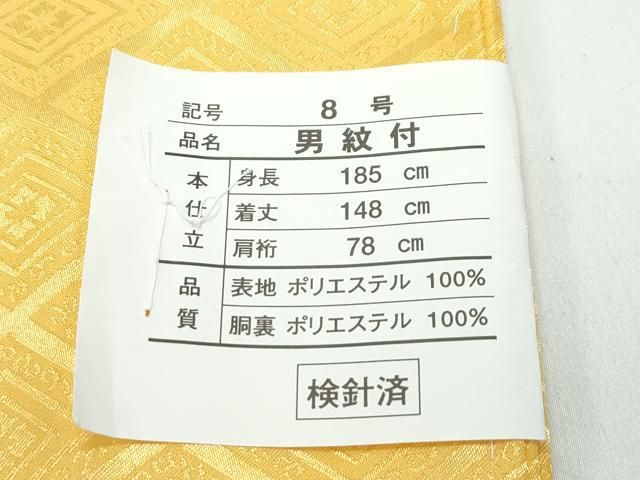 記号 8 号
品名 男紋付
本仕立 身長 185 cm
着丈 148 cm
肩裄 78 cm
品質 表地 ポリエステル 100%
胴裏 ポリエステル 100%
検針済